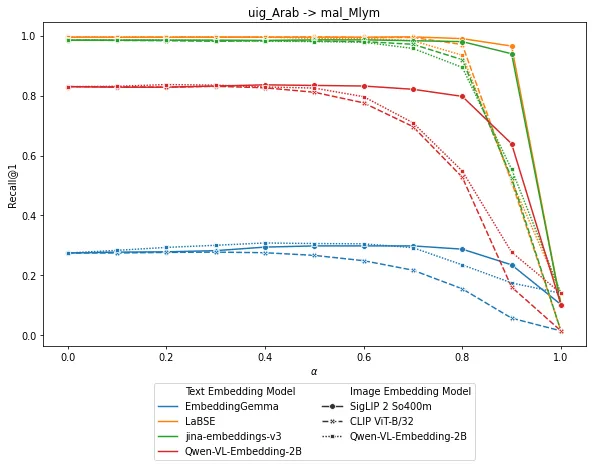 uig_Arab -> mal_Mlym
Recall@1
1.0
0.8
0.6
0.4
0.2
0.0
0.0 0.2 0.4 0.6 0.8 1.0
α
Text Embedding Model Image Embedding Model
EmbeddingGemma SigLIP 2 So400m
LaBSE CLIP ViT-B/32
jina-embeddings-v3 Qwen-VL-Embedding-2B
Qwen-VL-Embedding-2B